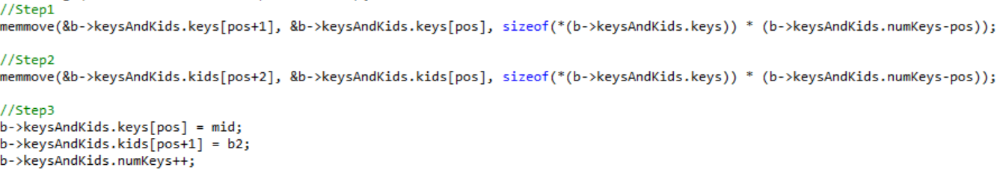 //Step1
memmove(&b->keysAndKids.keys[pos+1], &b->keysAndKids.keys[pos], sizeof(*(b->keysAndKids.keys)) * (b->keysAndKids.numKeys-pos));
//Step2
memmove(&b->keysAndKids.kids[pos+2], &b->keysAndKids.kids[pos], sizeof(*(b->keysAndKids.keys)) * (b->keysAndKids.numKeys-pos));
//Step3
b->keysAndKids.keys[pos] = mid;
b->keysAndKids.kids[pos+1] = b2;
b->keysAndKids.numKeys++;